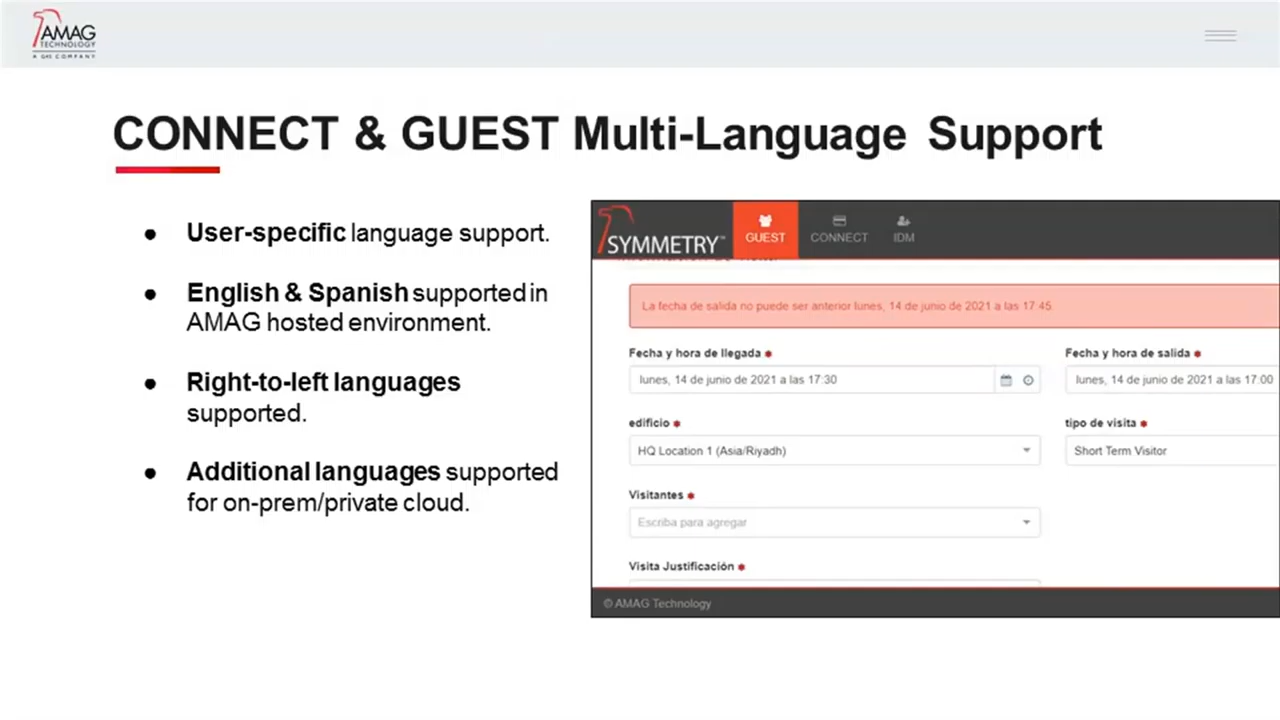 AMAG
TECHNOLOGY
A G4S COMPANY
CONNECT & GUEST Multi-Language Support
● User-specific language support.
● English & Spanish supported in
AMAG hosted environment.
● Right-to-left languages
supported.
● Additional languages supported
for on-prem/private cloud.
SYMMETRY™
GUEST
CONNECT
IDM
La fecha de salida no puede ser anterior lunes, 14 de junio de 2021 a las 17:45
Fecha y hora de llegada
Fecha y hora de salida
lunes, 14 de junio de 2021 a las 17:30
lunes, 14 de junio de 2021 a las 17:00
edificio
tipo de visita
HQ Location 1 (Asia/Riyadh)
Short Term Visitor
Visitantes
Escriba para agregar
Visita Justificación
© AMAG Technology